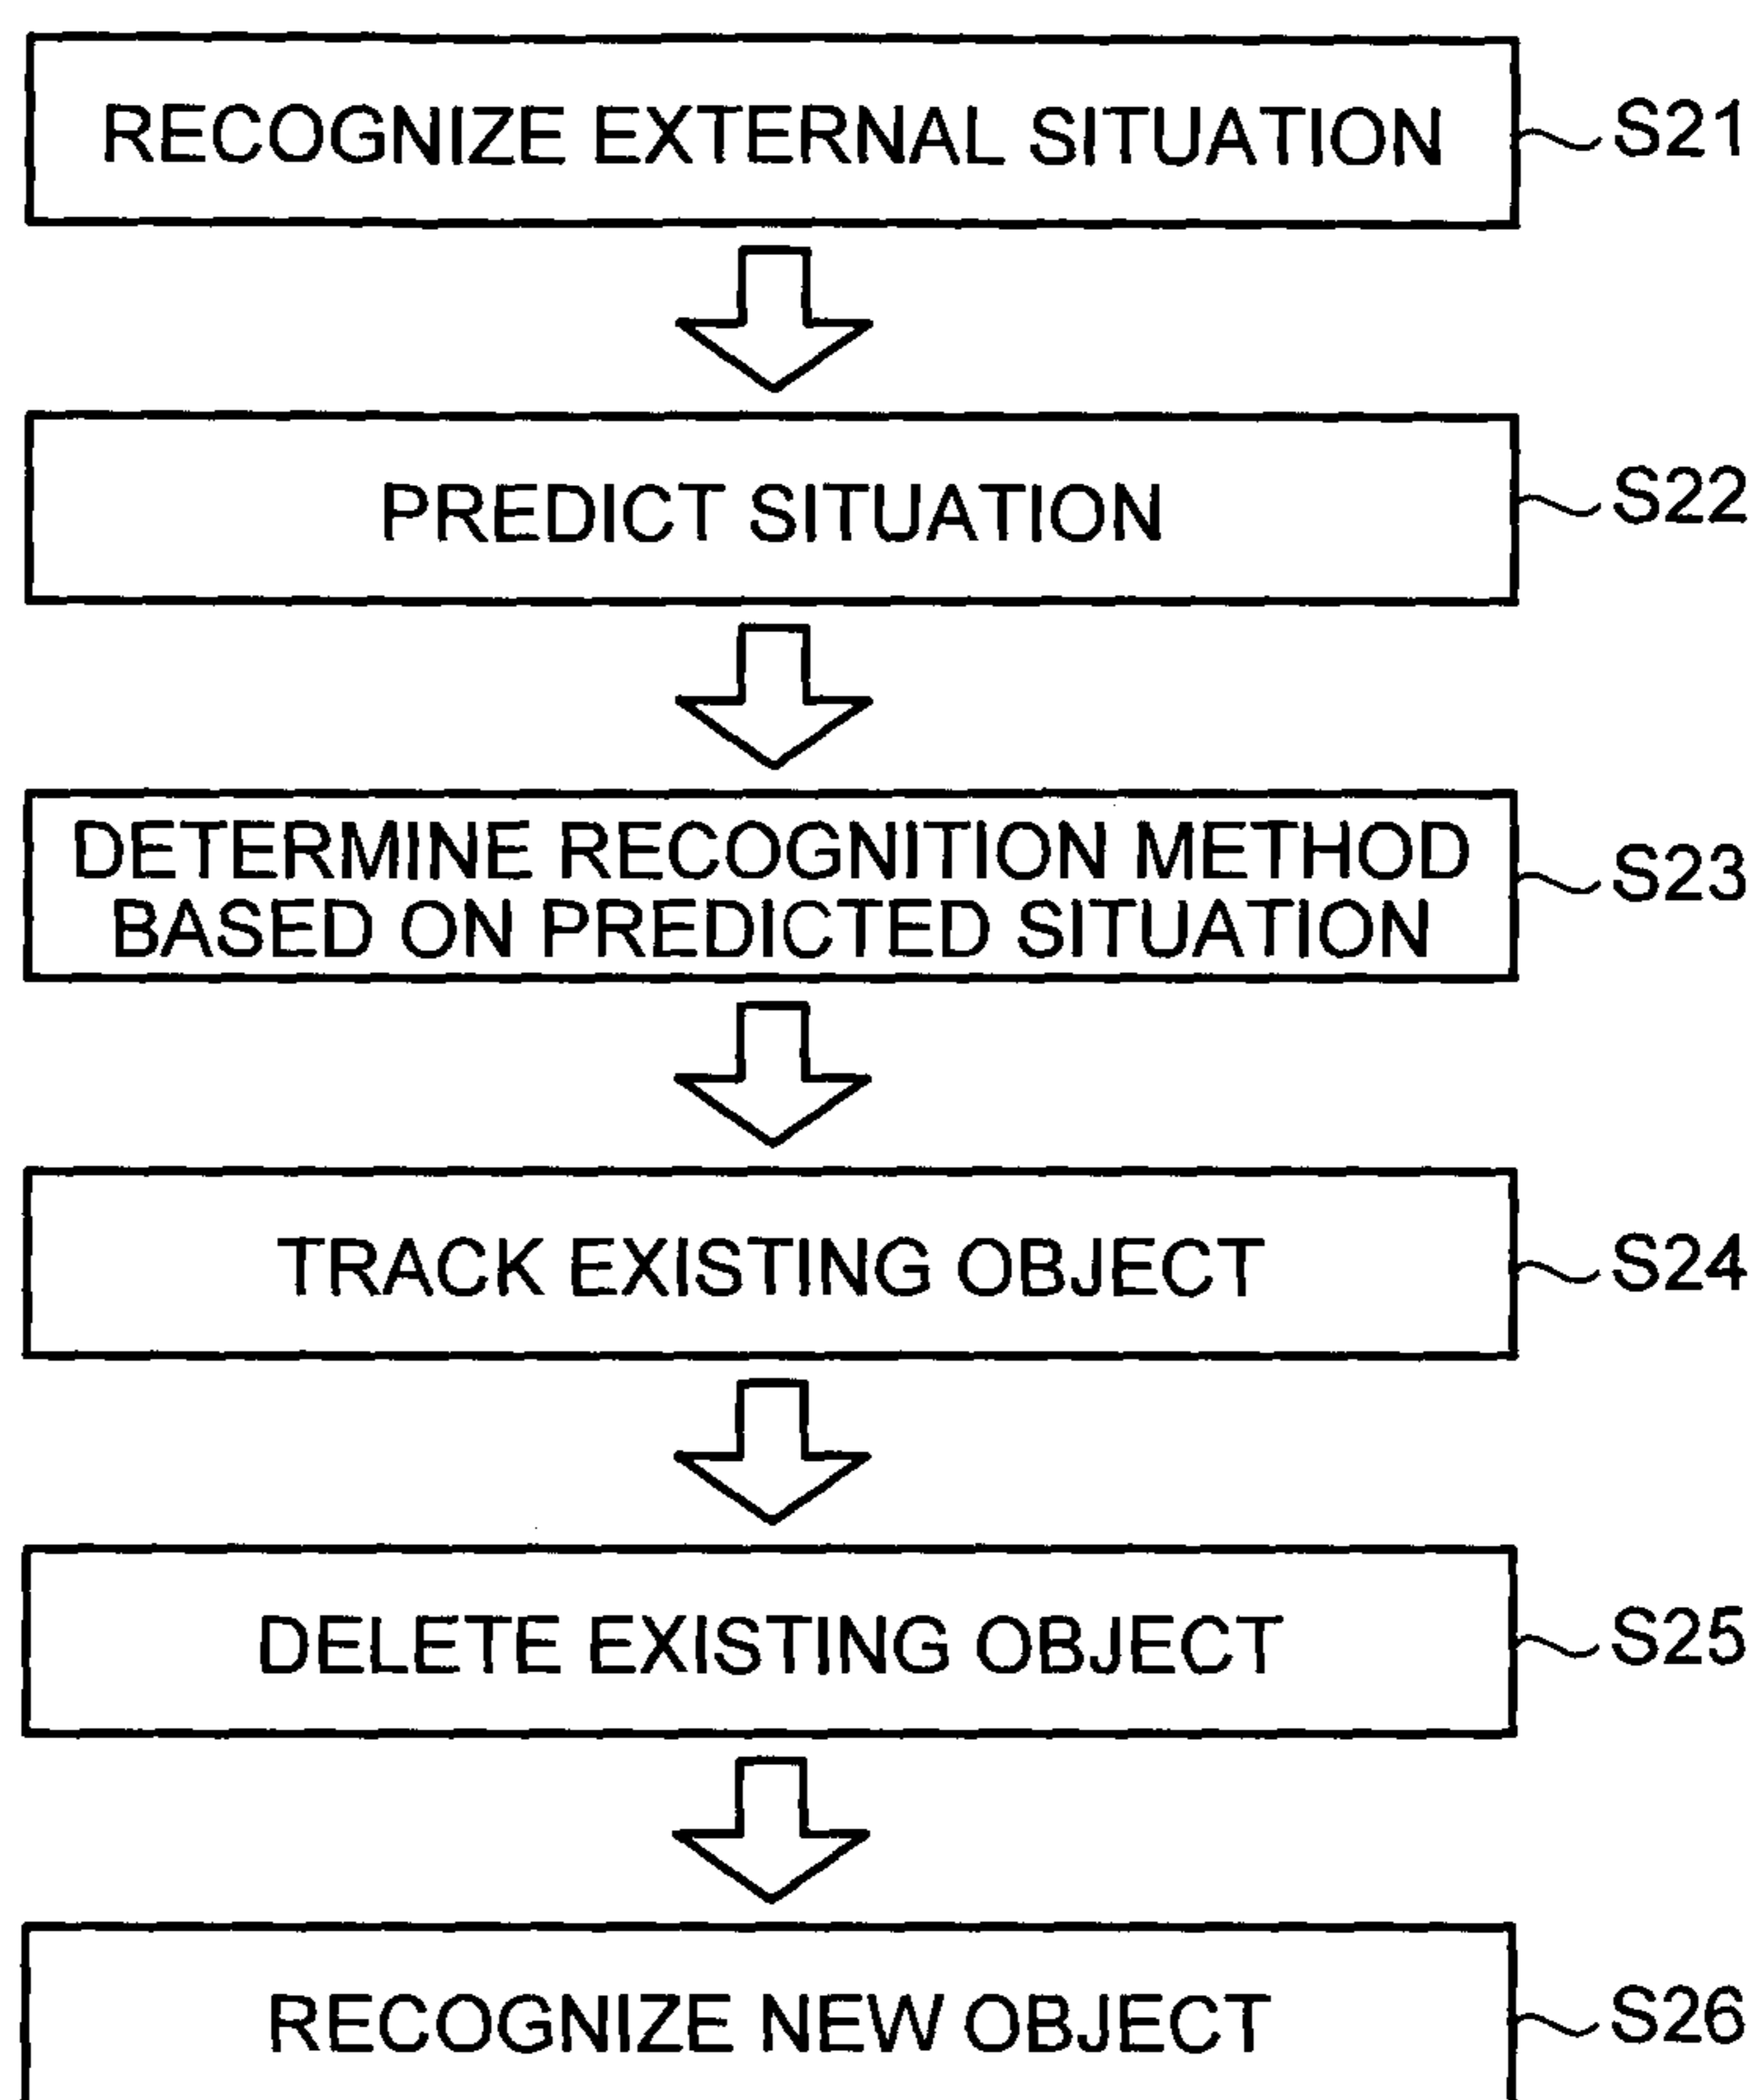 RECOGNIZE EXTERNAL SITUATION S21
PREDICT SITUATION S22
DETERMINE RECOGNITION METHOD
BASED ON PREDICTED SITUATION S23
TRACK EXISTING OBJECT S24
DELETE EXISTING OBJECT S25
RECOGNIZE NEW OBJECT S26